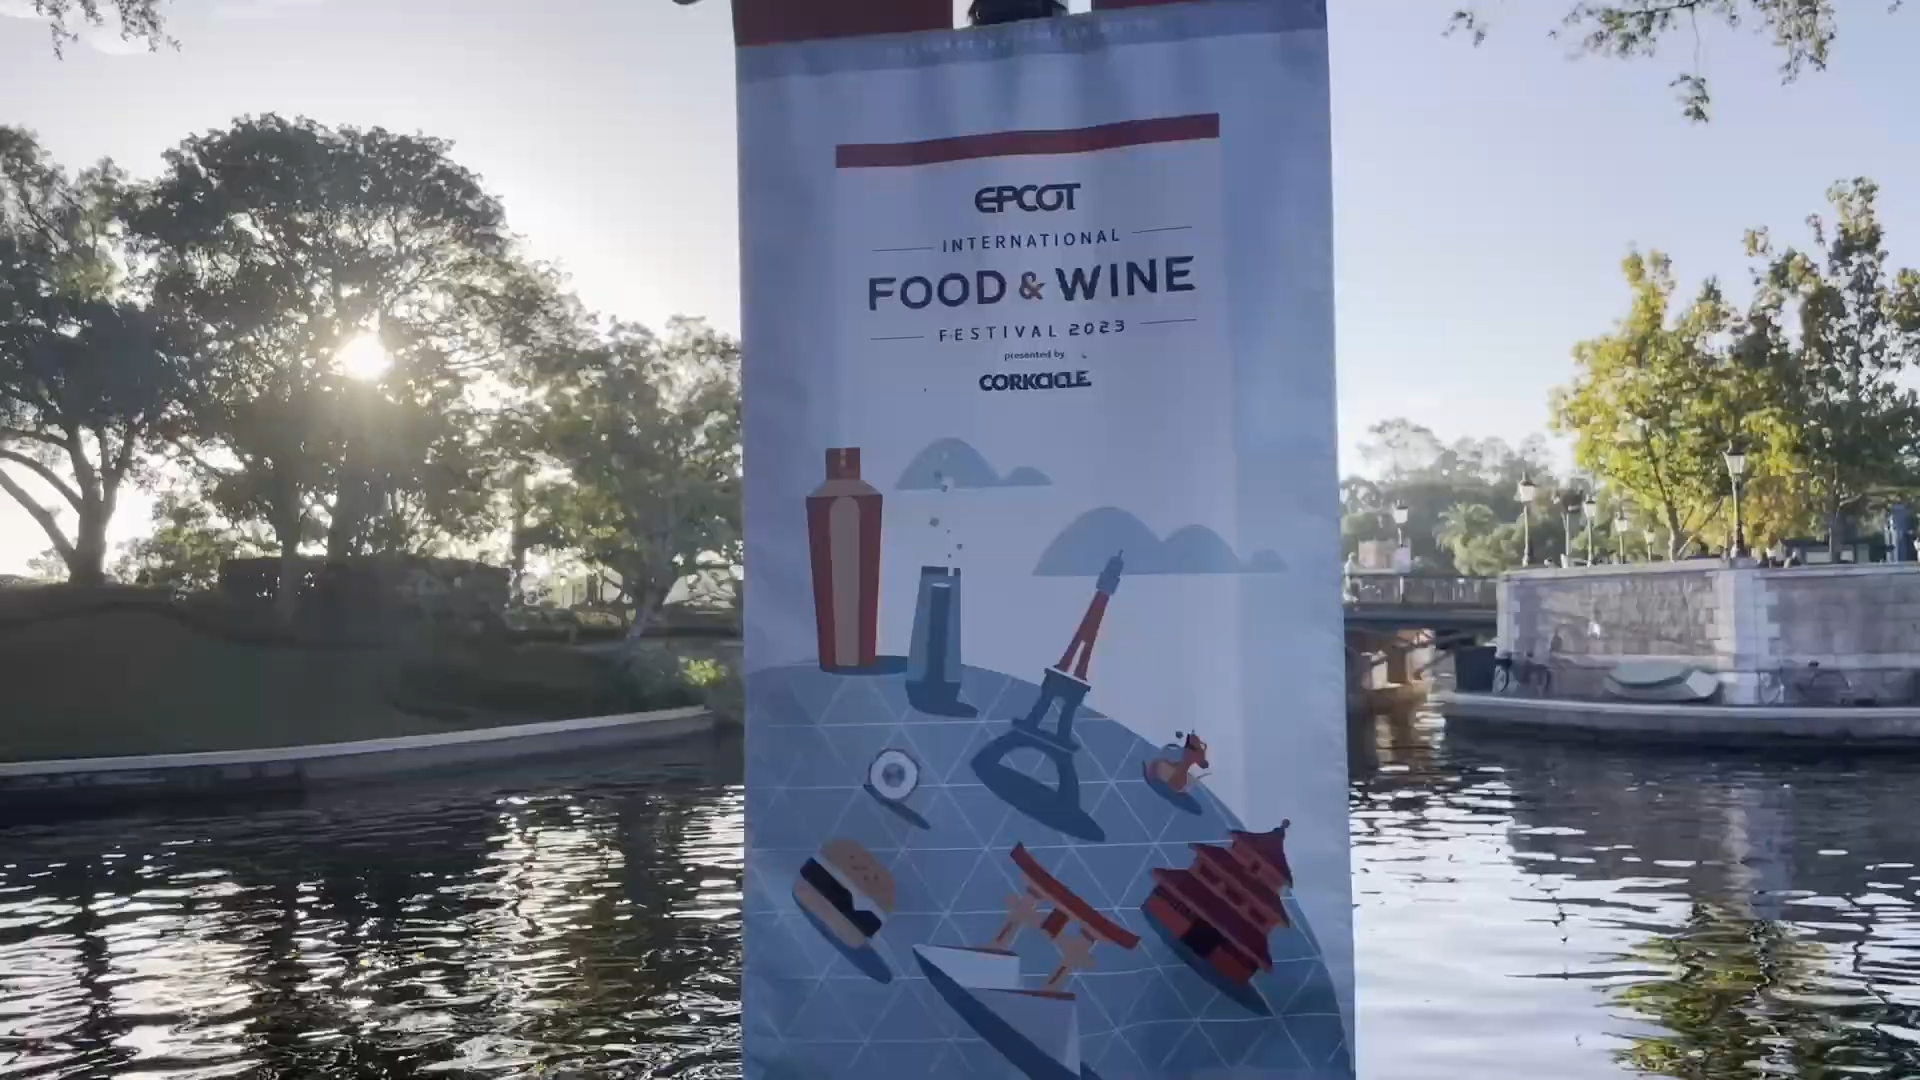 EPCOT
INTERNATIONAL
FOOD & WINE
FESTIVAL 2023
presented by
CORKCICLE